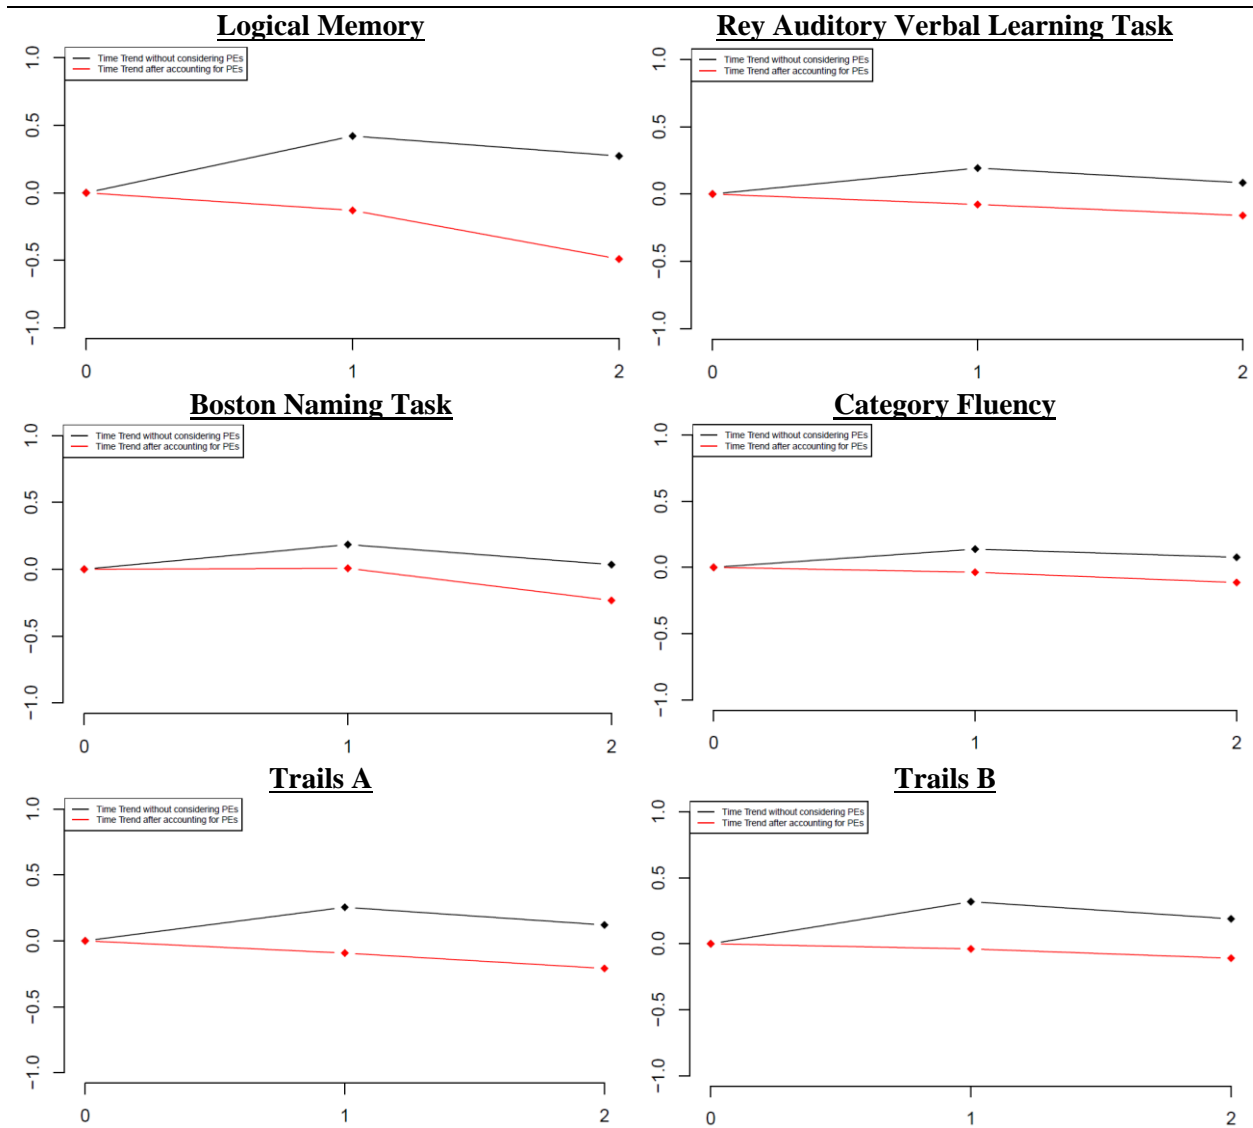 Logical Memory
Time Trend without considering PEs
Time Trend after accounting for PEs
1.0
0.5
0.0
−0.5
−1.0
0 1 2
Rey Auditory Verbal Learning Task
Time Trend without considering PEs
Time Trend after accounting for PEs
1.0
0.5
0.0
−0.5
−1.0
0 1 2
Boston Naming Task
Time Trend without considering PEs
Time Trend after accounting for PEs
1.0
0.5
0.0
−0.5
−1.0
0 1 2
Category Fluency
Time Trend without considering PEs
Time Trend after accounting for PEs
1.0
0.5
0.0
−0.5
−1.0
0 1 2
Trails A
Time Trend without considering PEs
Time Trend after accounting for PEs
1.0
0.5
0.0
−0.5
−1.0
0 1 2
Trails B
Time Trend without considering PEs
Time Trend after accounting for PEs
1.0
0.5
0.0
−0.5
−1.0
0 1 2